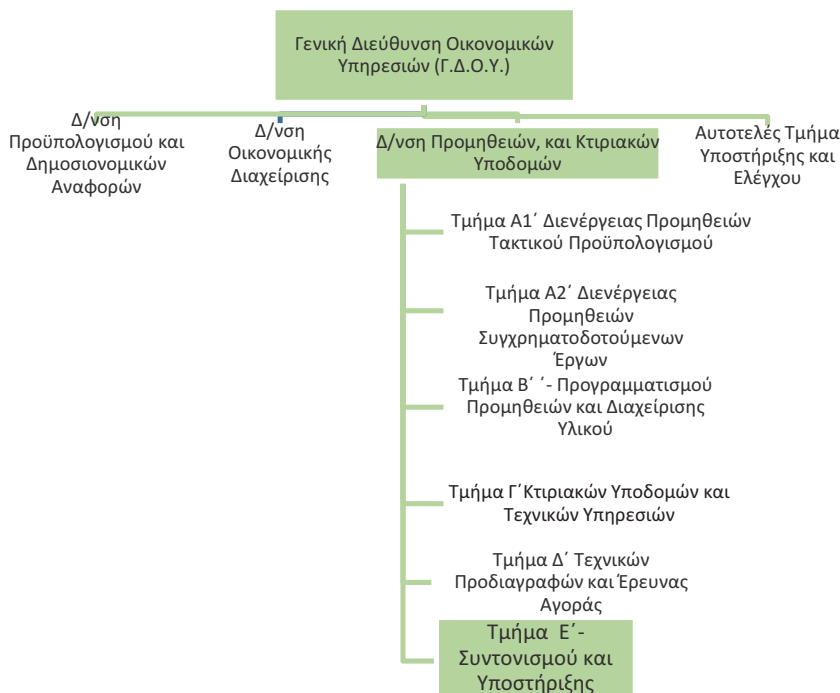 Γενική Διεύθυνση Οικονομικών
Υπηρεσιών (Γ.Δ.Ο.Υ.)
Δ/νση
Προϋπολογισμού και
Δημοσιονομικών
Αναφορών
Δ/νση
Οικονομικής
Διαχείρισης
Δ/νση Προμηθειών, και Κτιριακών
Υποδομών
Αυτοτελές Τμήμα
Υποστήριξης και
Ελέγχου
Τμήμα Α1΄ Διενέργειας Προμηθειών
Τακτικού Προϋπολογισμού
Τμήμα Α2΄ Διενέργειας
Προμηθειών
Συγχρηματοδοτούμενων
Έργων
Τμήμα Β΄ ΄- Προγραμματισμού
Προμηθειών και Διαχείρισης
Υλικού
Τμήμα Γ΄Κτιριακών Υποδομών και
Τεχνικών Υπηρεσιών
Τμήμα Δ΄ Τεχνικών
Προδιαγραφών και Έρευνας
Αγοράς
Τμήμα Ε΄-
Συντονισμού και
Υποστήριξης